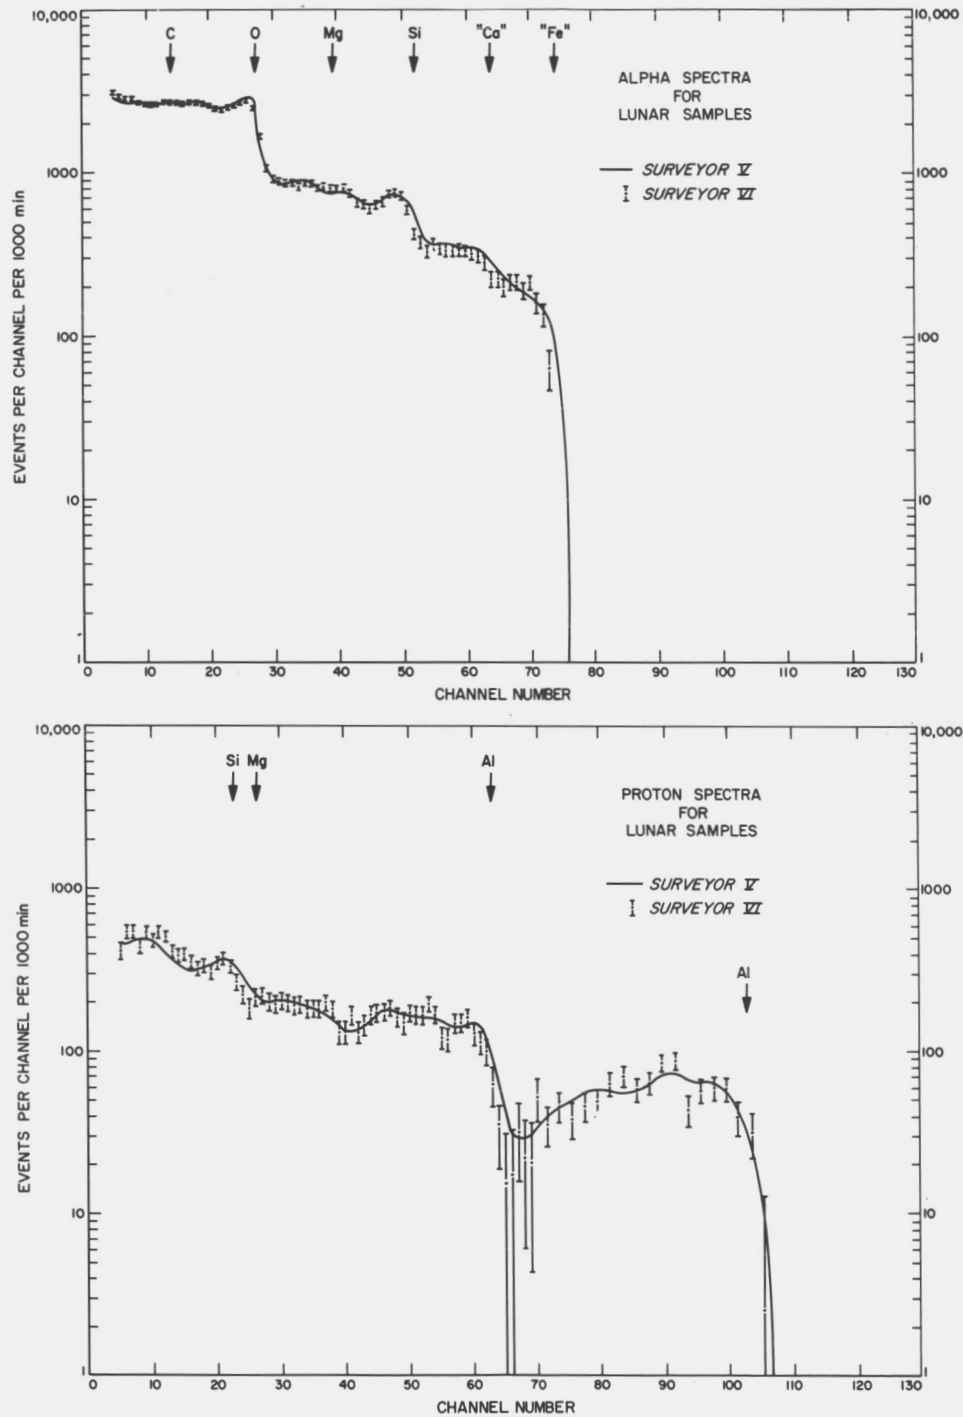 10,000
10,000
C O Mg Si "Ca" "Fe"
ALPHA SPECTRA
FOR
LUNAR SAMPLES
SURVEYOR V
SURVEYOR VI
1000
1000
100
100
10
10
1
1
EVENTS PER CHANNEL PER 1000 min
0 10 20 30 40 50 60 70 80 90 100 110 120 130
CHANNEL NUMBER
10,000
10,000
Si Mg Al
PROTON SPECTRA
FOR
LUNAR SAMPLES
SURVEYOR V
SURVEYOR VI
1000
1000
Al
100
100
10
10
1
1
EVENTS PER CHANNEL PER 1000 min
0 10 20 30 40 50 60 70 80 90 100 110 120 130
CHANNEL NUMBER